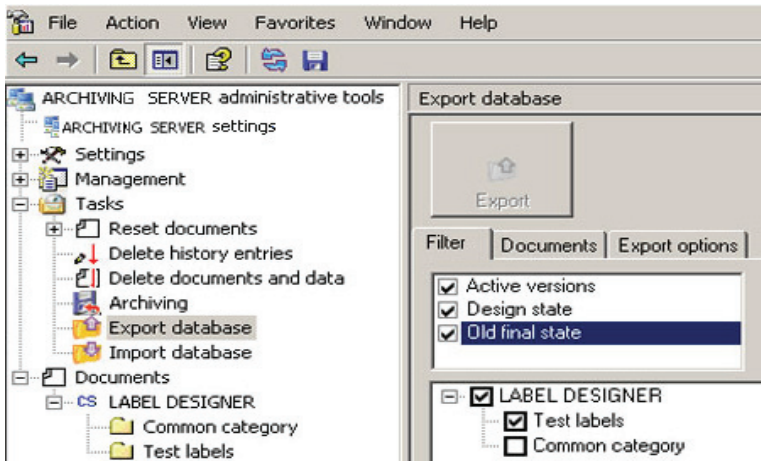 File Action View Favorites Window Help
ARCHIVING SERVER administrative tools
ARCHIVING SERVER settings
Settings
Management
Tasks
Reset documents
Delete history entries
Delete documents and data
Archiving
Export database
Import database
Documents
CS LABEL DESIGNER
Common category
Test labels
Export database
Export
Filter Documents Export options
Active versions
Design state
Old final state
LABEL DESIGNER
Test labels
Common category